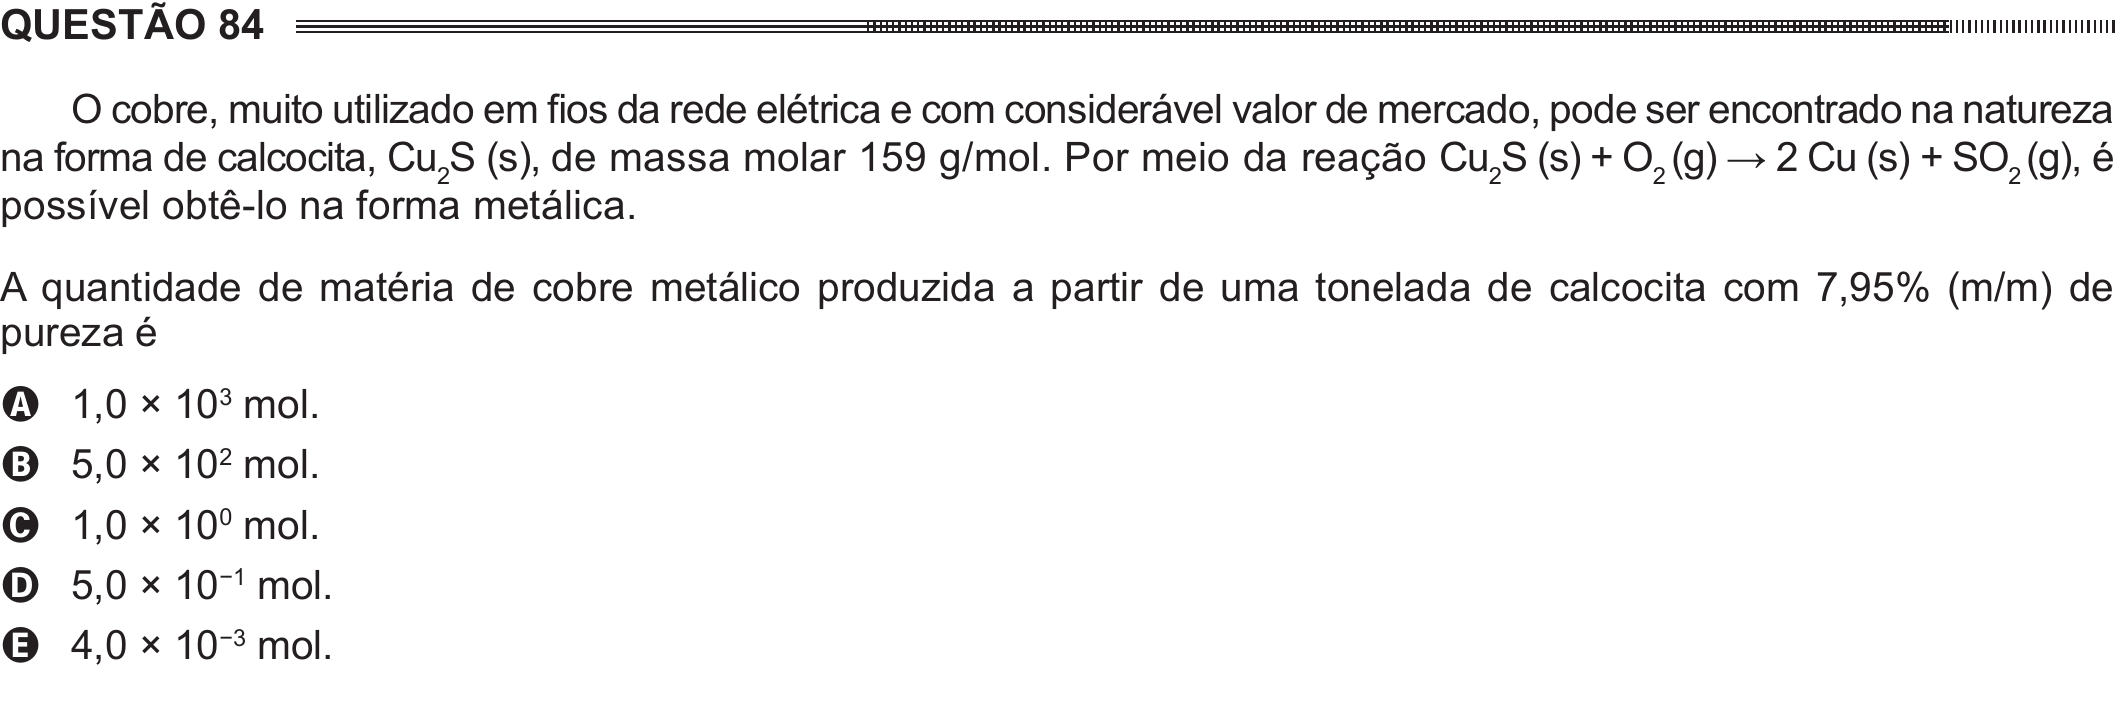 QUESTÃO 84
O cobre, muito utilizado em fios da rede elétrica e com considerável valor de mercado, pode ser encontrado na natureza
na forma de calcocita, Cu₂S (s), de massa molar 159 g/mol. Por meio da reação Cu₂S (s) + O₂ (g) → 2 Cu (s) + SO₂ (g), é
possível obtê-lo na forma metálica.
A quantidade de matéria de cobre metálico produzida a partir de uma tonelada de calcocita com 7,95% (m/m) de
pureza é
A 1,0 × 10³ mol.
B 5,0 × 10² mol.
C 1,0 × 10⁰ mol.
D 5,0 × 10⁻¹ mol.
E 4,0 × 10⁻³ mol.